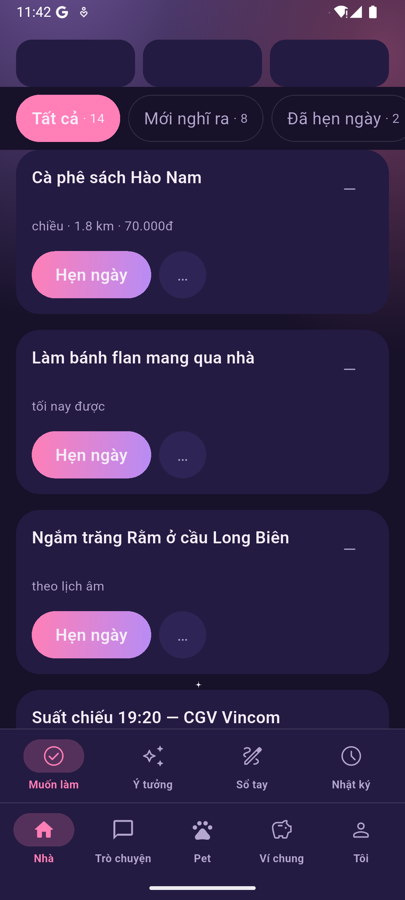 11:42
Tất cả · 14 Mới nghĩ ra · 8 Đã hẹn ngày · 2
Cà phê sách Hào Nam
—
chiều · 1.8 km · 70.000đ
Hẹn ngày ...
Làm bánh flan mang qua nhà
—
tối nay được
Hẹn ngày ...
Ngắm trăng Rằm ở cầu Long Biên
—
theo lịch âm
Hẹn ngày ...
Suất chiếu 19:20 — CGV Vincom
Muốn làm Ý tưởng Sổ tay Nhật ký
Nhà Trò chuyện Pet Ví chung Tôi